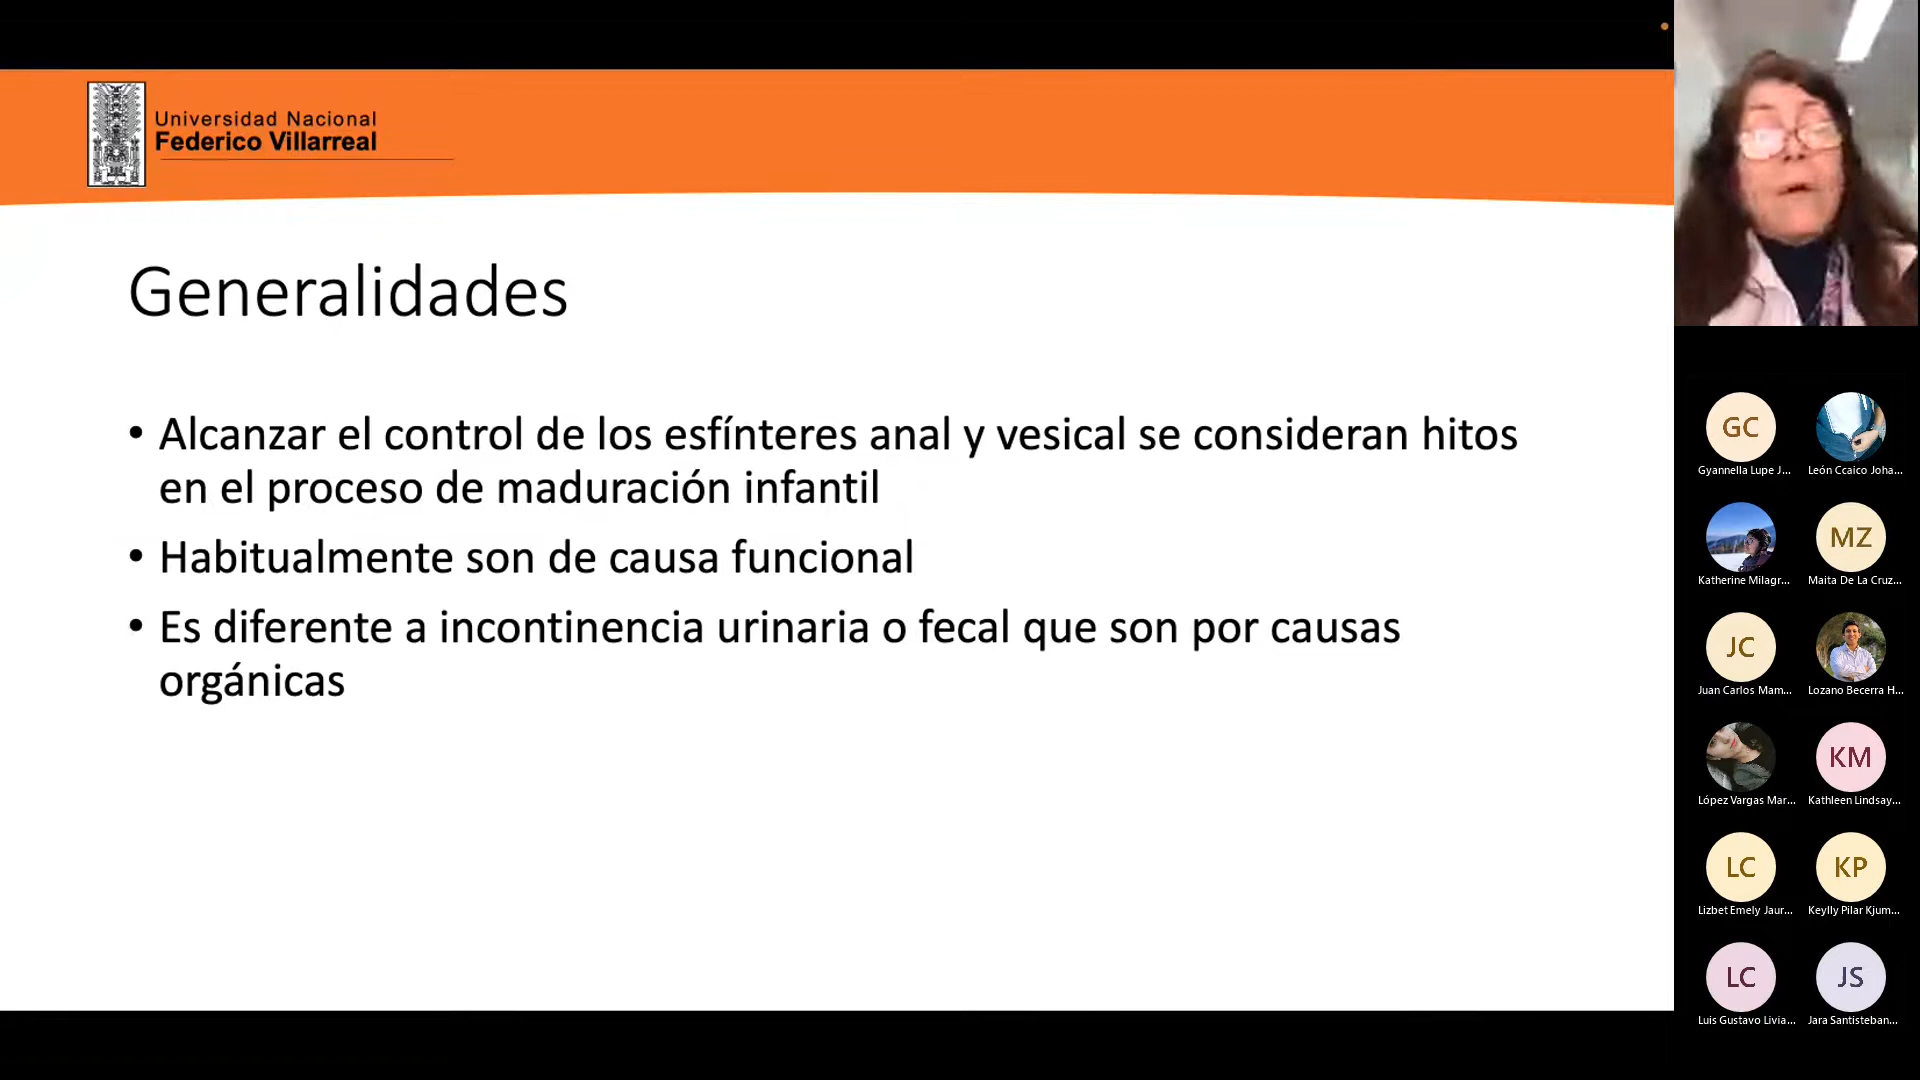 Universidad Nacional
Federico Villarreal
Generalidades
• Alcanzar el control de los esfínteres anal y vesical se consideran hitos
en el proceso de maduración infantil
• Habitualmente son de causa funcional
• Es diferente a incontinencia urinaria o fecal que son por causas
orgánicas
GC
Gyannella Lupe J...
León Ccaico Joha...
Katherine Milagr...
MZ
Maita De La Cruz...
JC
Juan Carlos Mam...
Lozano Becerra H...
López Vargas Mar...
KM
Kathleen Lindsay...
LC
Lizbet Emely Jaur...
KP
Keylly Pilar Kjum...
LC
Luis Gustavo Livia...
JS
Jara Santisteban...